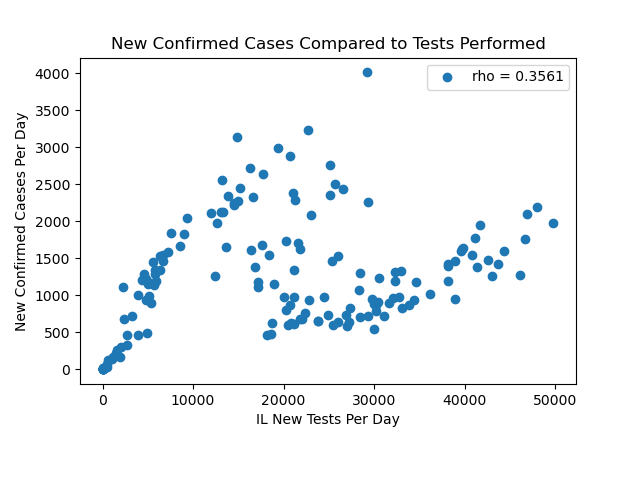 New Confirmed Cases Compared to Tests Performed
rho = 0.3561
New Confirmed Caeses Per Day
4000
3500
3000
2500
2000
1500
1000
500
0
0 10000 20000 30000 40000 50000
IL New Tests Per Day